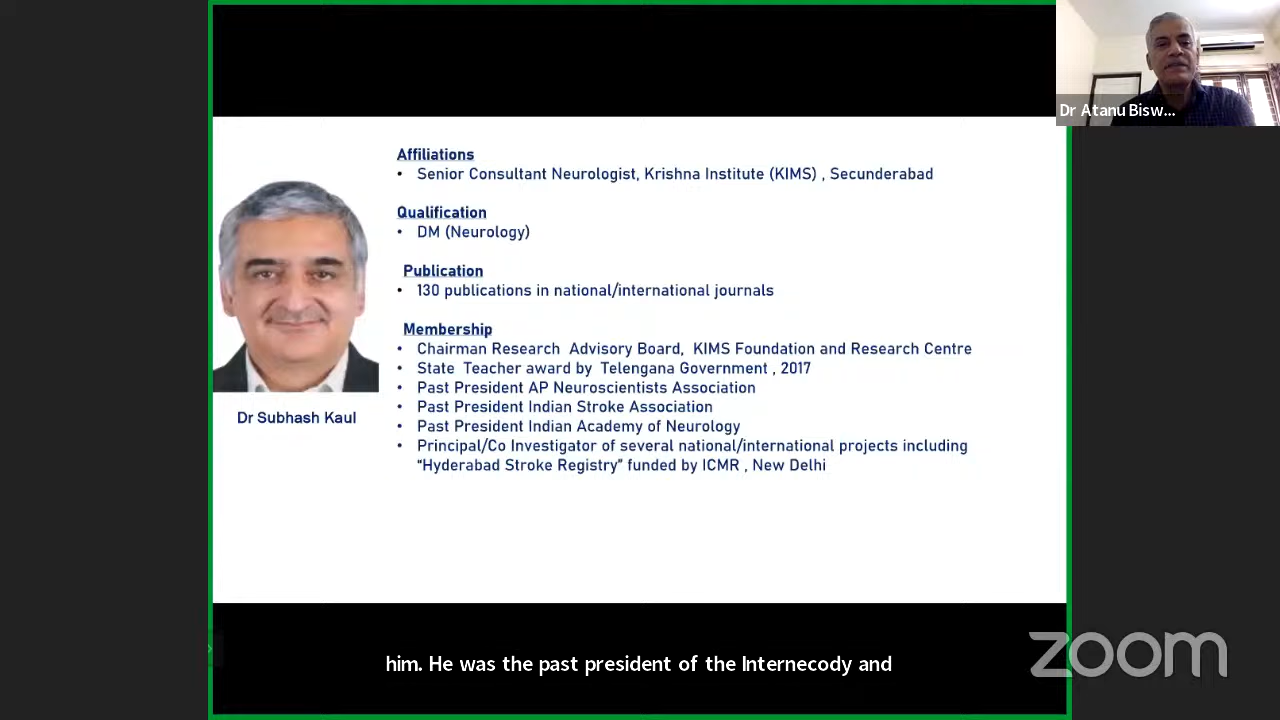 Dr Atanu Bisw...
Affiliations
• Senior Consultant Neurologist, Krishna Institute (KIMS) , Secunderabad
Qualification
• DM (Neurology)
Publication
• 130 publications in national/international journals
Membership
• Chairman Research Advisory Board, KIMS Foundation and Research Centre
• State Teacher award by Telengana Government , 2017
• Past President AP Neuroscientists Association
• Past President Indian Stroke Association
• Past President Indian Academy of Neurology
• Principal/Co Investigator of several national/international projects including
“Hyderabad Stroke Registry” funded by ICMR , New Delhi
Dr Subhash Kaul
him. He was the past president of the Internecody and
zoom